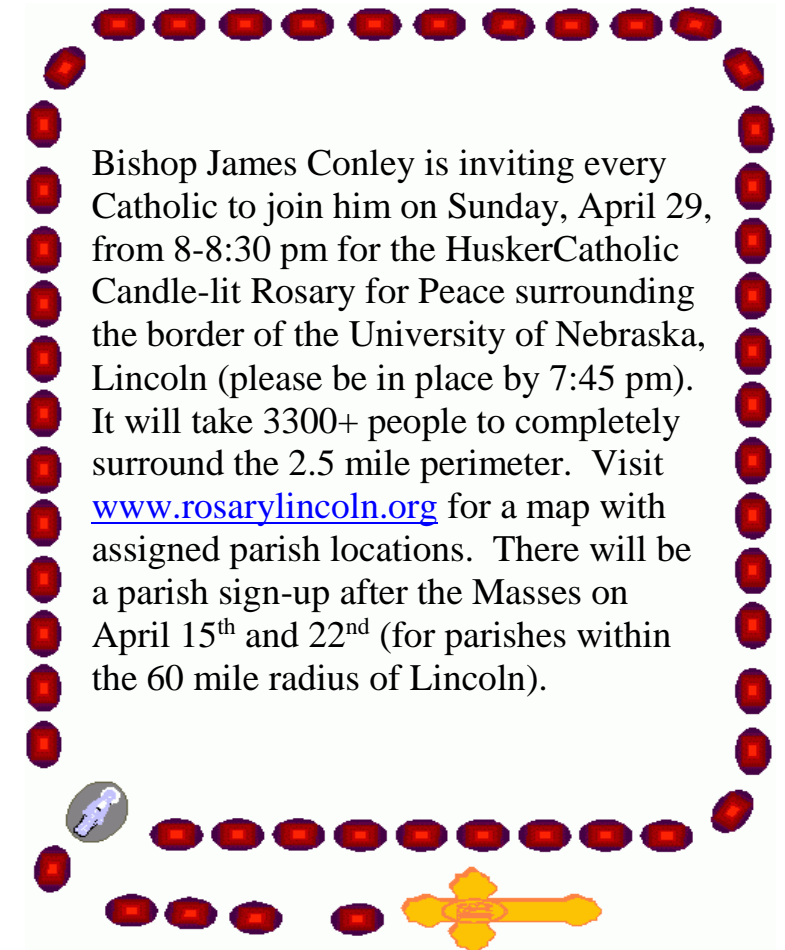 Bishop James Conley is inviting every
Catholic to join him on Sunday, April 29,
from 8-8:30 pm for the HuskerCatholic
Candle-lit Rosary for Peace surrounding
the border of the University of Nebraska,
Lincoln (please be in place by 7:45 pm).
It will take 3300+ people to completely
surround the 2.5 mile perimeter.  Visit
www.rosarylincoln.org for a map with
assigned parish locations.  There will be
a parish sign-up after the Masses on
April 15th and 22nd (for parishes within
the 60 mile radius of Lincoln).